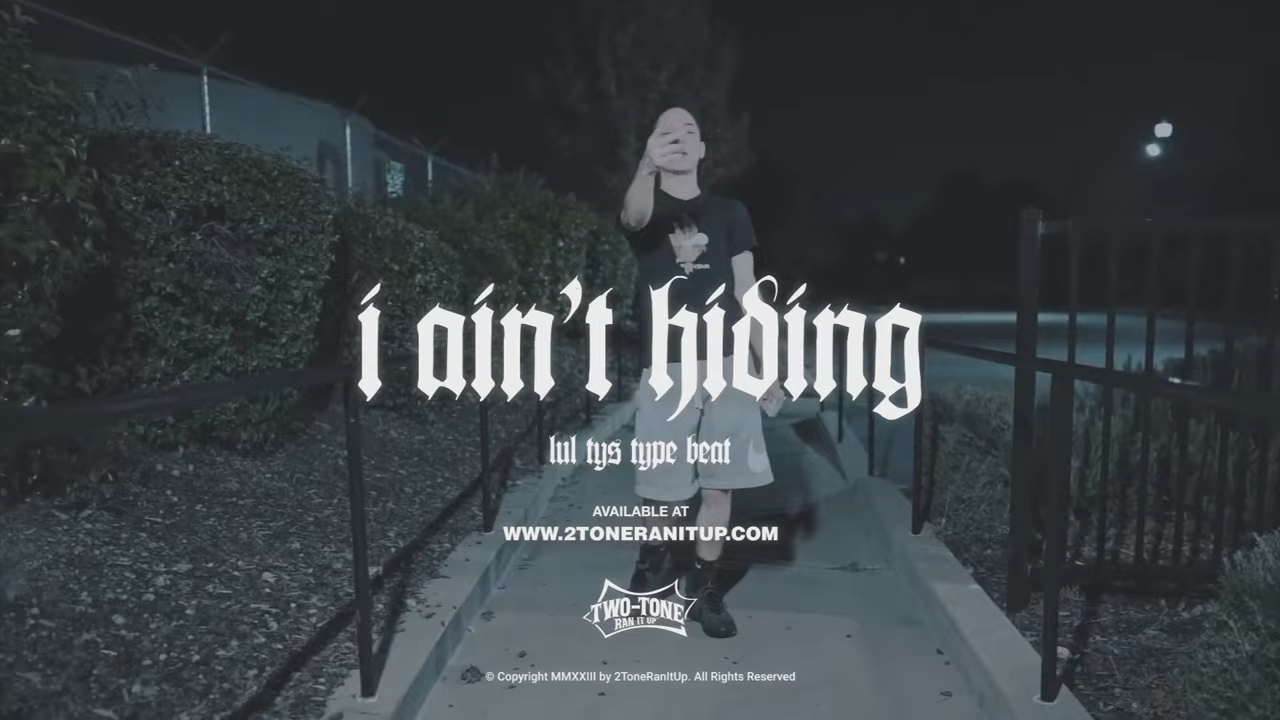 i ain't hiding
lul tys type beat
AVAILABLE AT
WWW.2TONERANITUP.COM
TWO-TONE
RAN IT UP
© Copyright MMXXIII by 2ToneRanItUp. All Rights Reserved